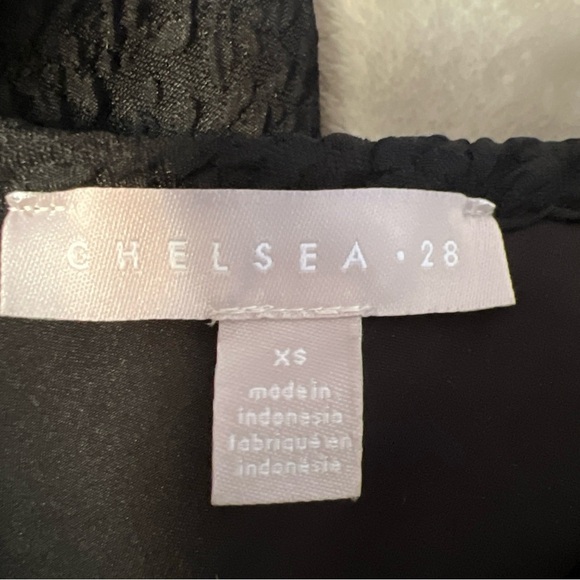 CHELSEA · 28
XS
made in
indonesia
fabriqué en
indonésie